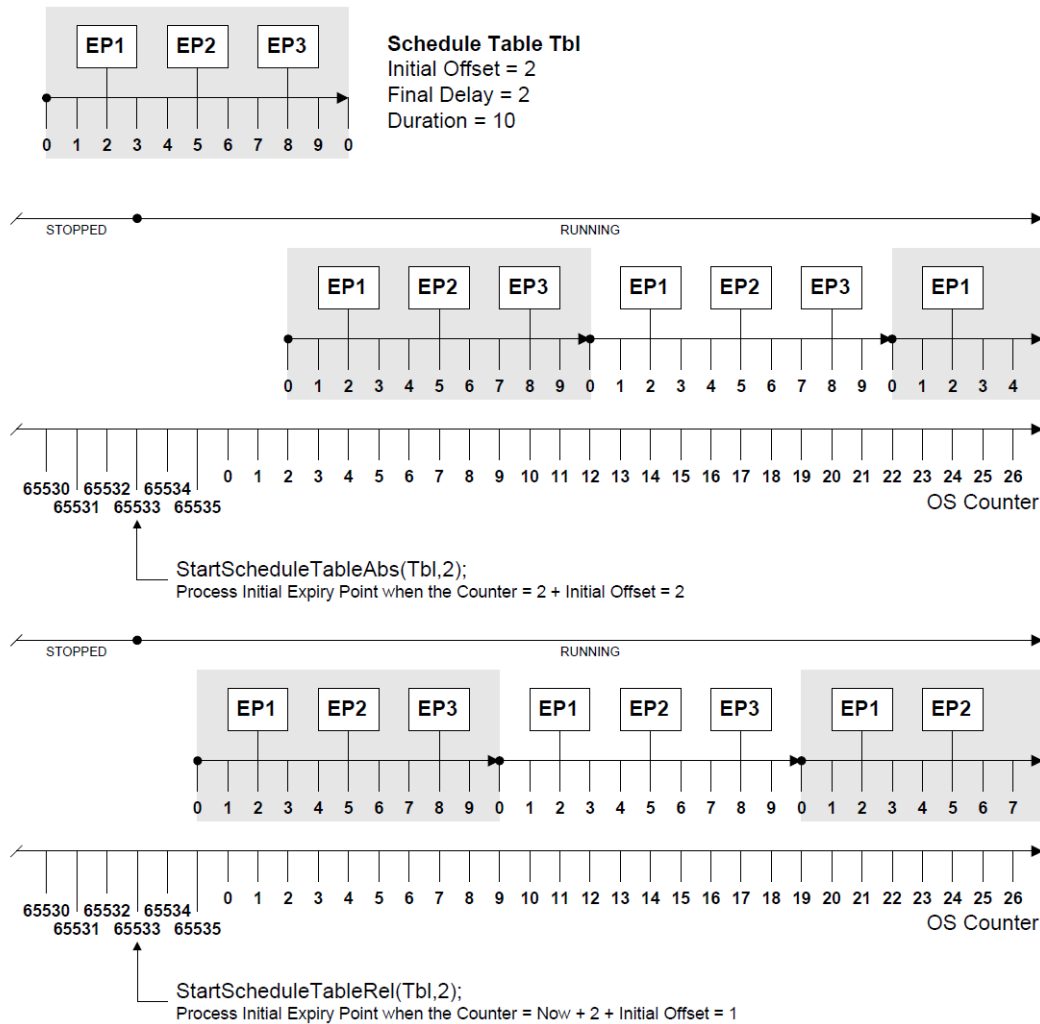 EP1 EP2 EP3
Schedule Table Tbl
Initial Offset = 2
Final Delay = 2
Duration = 10
0 1 2 3 4 5 6 7 8 9 0
STOPPED RUNNING
EP1 EP2 EP3 EP1 EP2 EP3 EP1
0 1 2 3 4 5 6 7 8 9 0 1 2 3 4 5 6 7 8 9 0 1 2 3 4
0 1 2 3 4 5 6 7 8 9 10 11 12 13 14 15 16 17 18 19 20 21 22 23 24 25 26
65530 65532 65534
65531 65533 65535
OS Counter
StartScheduleTableAbs(Tbl,2);
Process Initial Expiry Point when the Counter = 2 + Initial Offset = 2
STOPPED RUNNING
EP1 EP2 EP3 EP1 EP2 EP3 EP1 EP2
0 1 2 3 4 5 6 7 8 9 0 1 2 3 4 5 6 7 8 9 0 1 2 3 4 5 6 7
0 1 2 3 4 5 6 7 8 9 10 11 12 13 14 15 16 17 18 19 20 21 22 23 24 25 26
65530 65532 65534
65531 65533 65535
OS Counter
StartScheduleTableRel(Tbl,2);
Process Initial Expiry Point when the Counter = Now + 2 + Initial Offset = 1